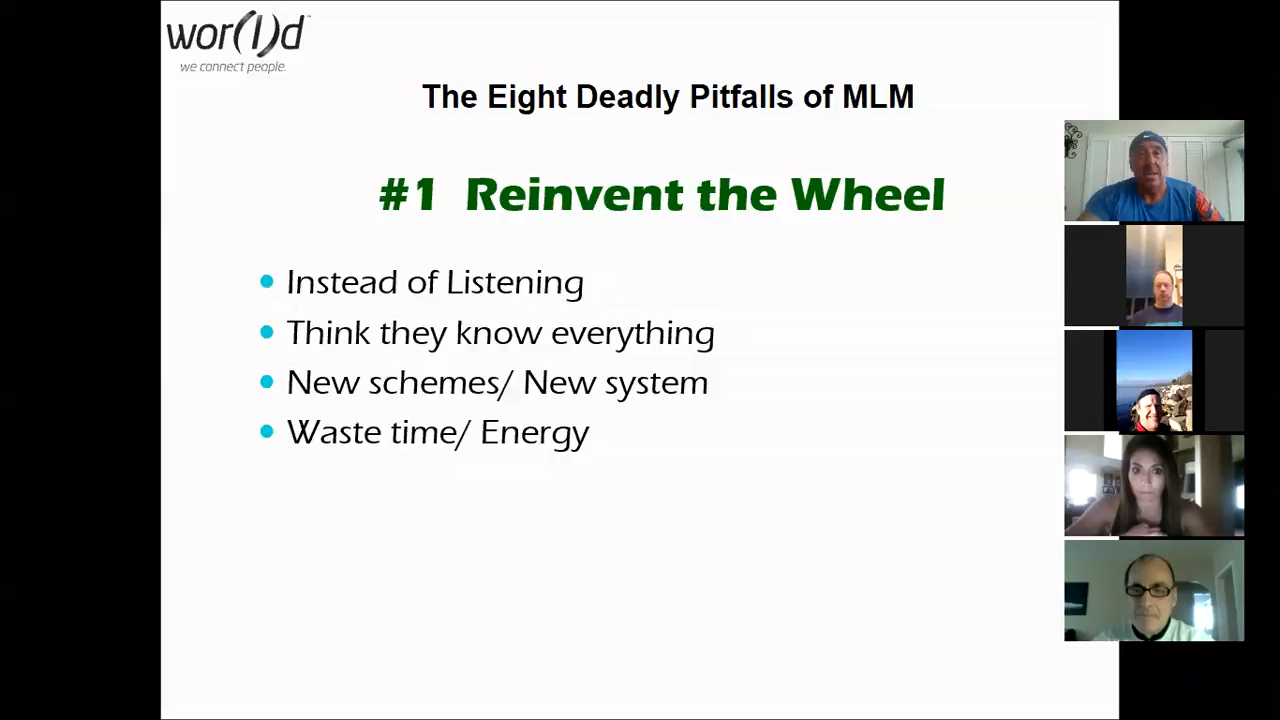 wor(l)d
we connect people.
The Eight Deadly Pitfalls of MLM
#1 Reinvent the Wheel
• Instead of Listening
• Think they know everything
• New schemes/ New system
• Waste time/ Energy